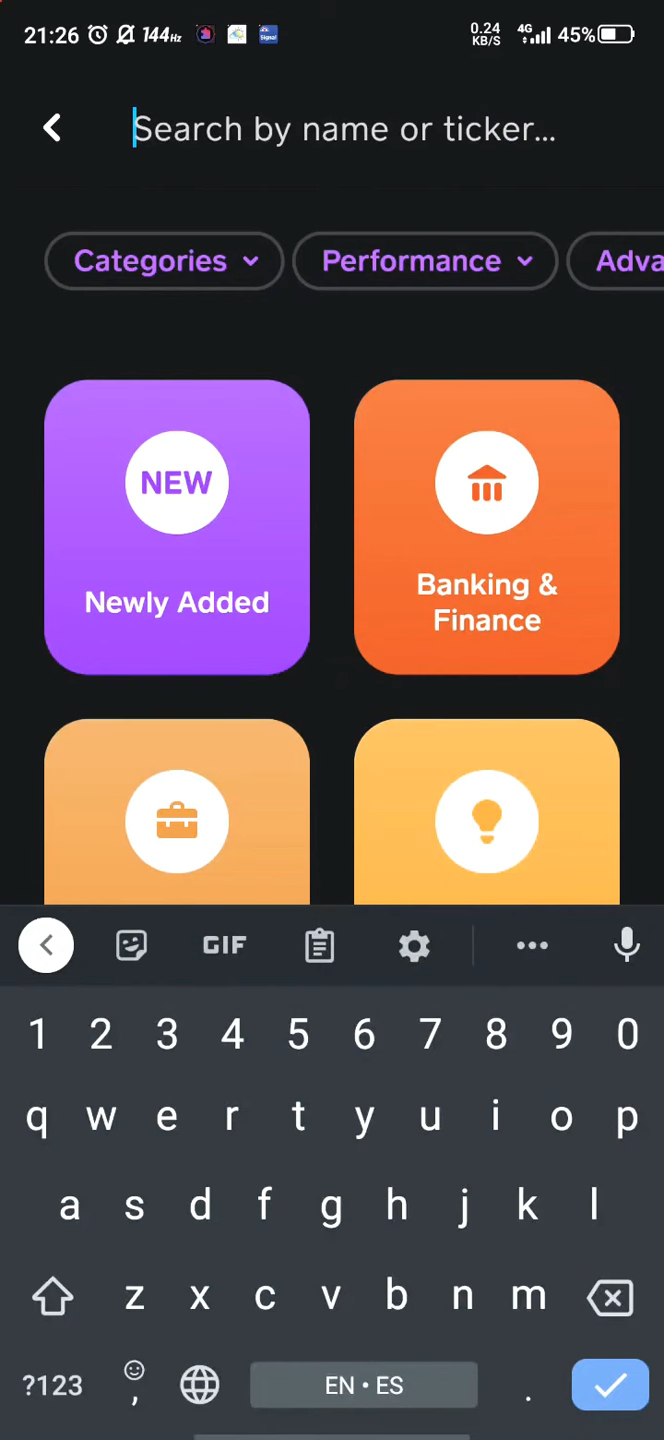 21:26 144Hz Signal 0.24 KB/S 4G 45%
Search by name or ticker...
Categories Performance Adva
NEW
Newly Added
Banking &
Finance
GIF
1 2 3 4 5 6 7 8 9 0
q w e r t y u i o p
a s d f g h j k l
z x c v b n m
?123 , EN • ES .